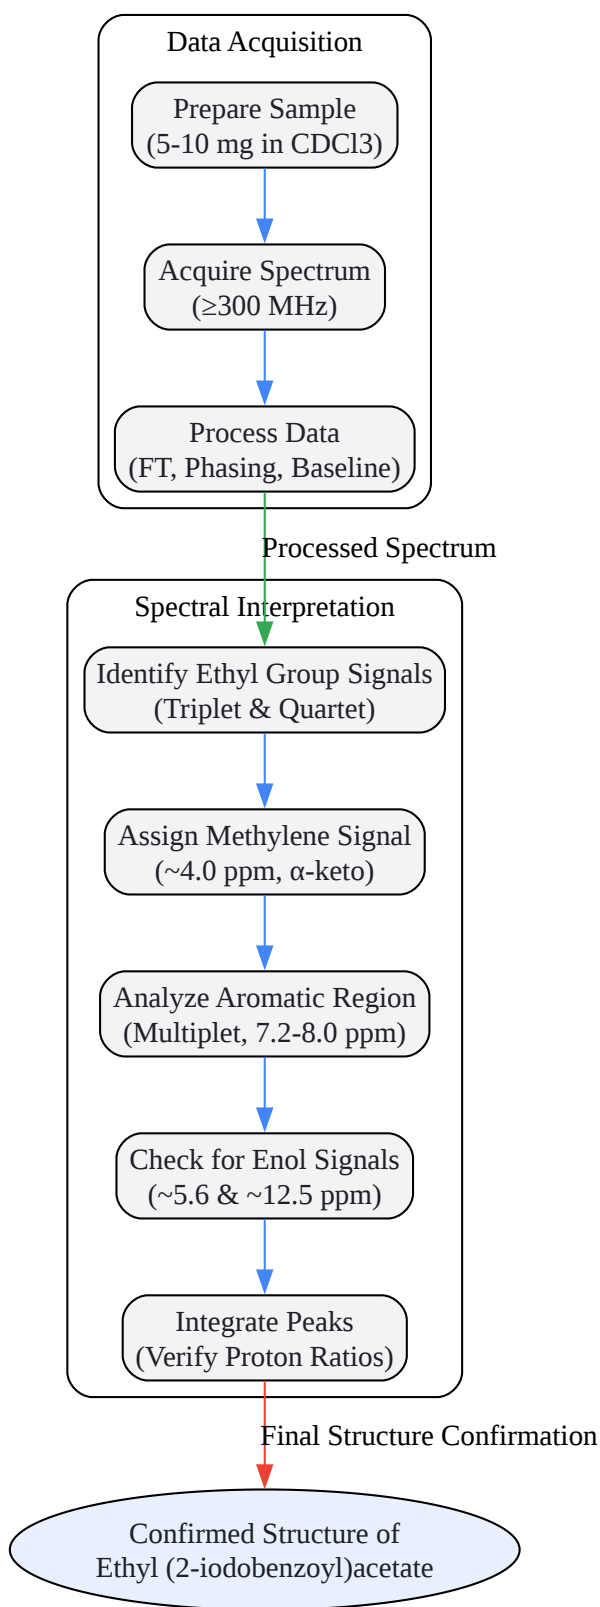 Data Acquisition
Prepare Sample
(5-10 mg in CDCl3)
Acquire Spectrum
(≥300 MHz)
Process Data
(FT, Phasing, Baseline)
Processed Spectrum
Spectral Interpretation
Identify Ethyl Group Signals
(Triplet & Quartet)
Assign Methylene Signal
(~4.0 ppm, α-keto)
Analyze Aromatic Region
(Multiplet, 7.2-8.0 ppm)
Check for Enol Signals
(~5.6 & ~12.5 ppm)
Integrate Peaks
(Verify Proton Ratios)
Final Structure Confirmation
Confirmed Structure of
Ethyl (2-iodobenzoyl)acetate